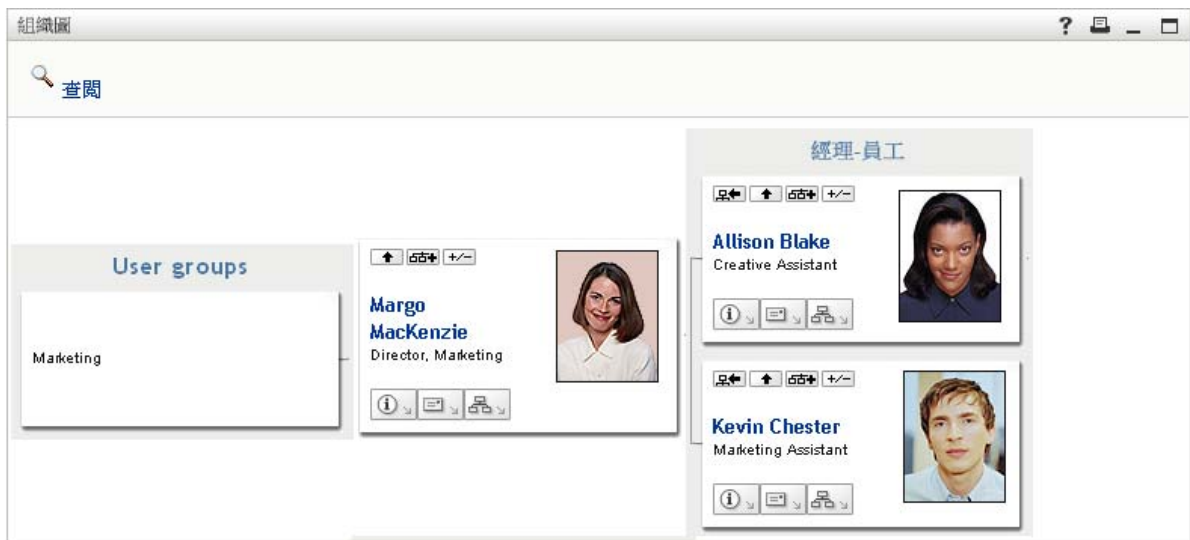 組織圖
?
查閱
經理-員工
+/−
Allison Blake
Creative Assistant
User groups
Marketing
+/−
Margo
MacKenzie
Director, Marketing
+/−
Kevin Chester
Marketing Assistant